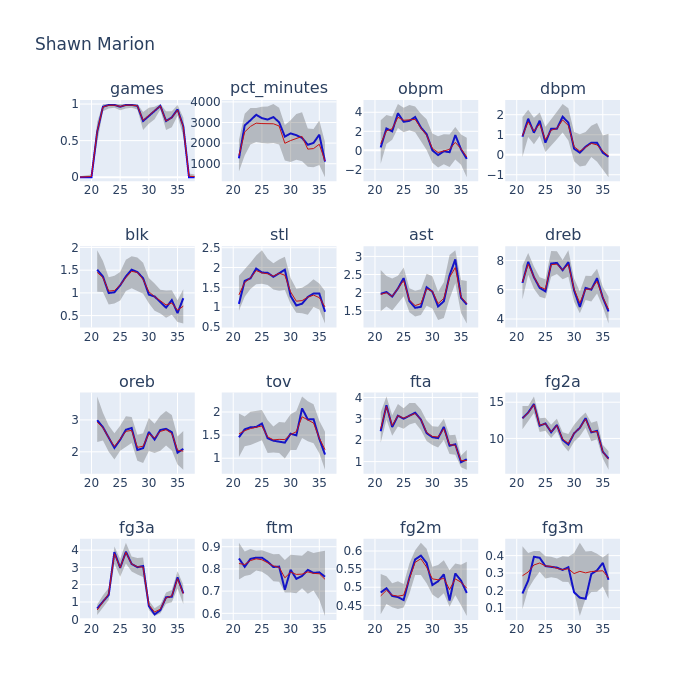 Shawn Marion
games pct_minutes obpm dbpm
1 0.5 0 20 25 30 35
4000 3000 2000 1000 20 25 30 35
4 2 0 −2 20 25 30 35
2 1 0 −1 20 25 30 35
blk stl ast dreb
2 1.5 1 0.5 20 25 30 35
2.5 2 1.5 1 0.5 20 25 30 35
3 2.5 2 1.5 20 25 30 35
8 6 4 20 25 30 35
oreb tov fta fg2a
3 2 20 25 30 35
2 1.5 1 20 25 30 35
4 3 2 1 20 25 30 35
15 10 20 25 30 35
fg3a ftm fg2m fg3m
4 3 2 1 0 20 25 30 35
0.9 0.8 0.7 0.6 20 25 30 35
0.6 0.55 0.5 0.45 20 25 30 35
0.4 0.3 0.2 0.1 20 25 30 35